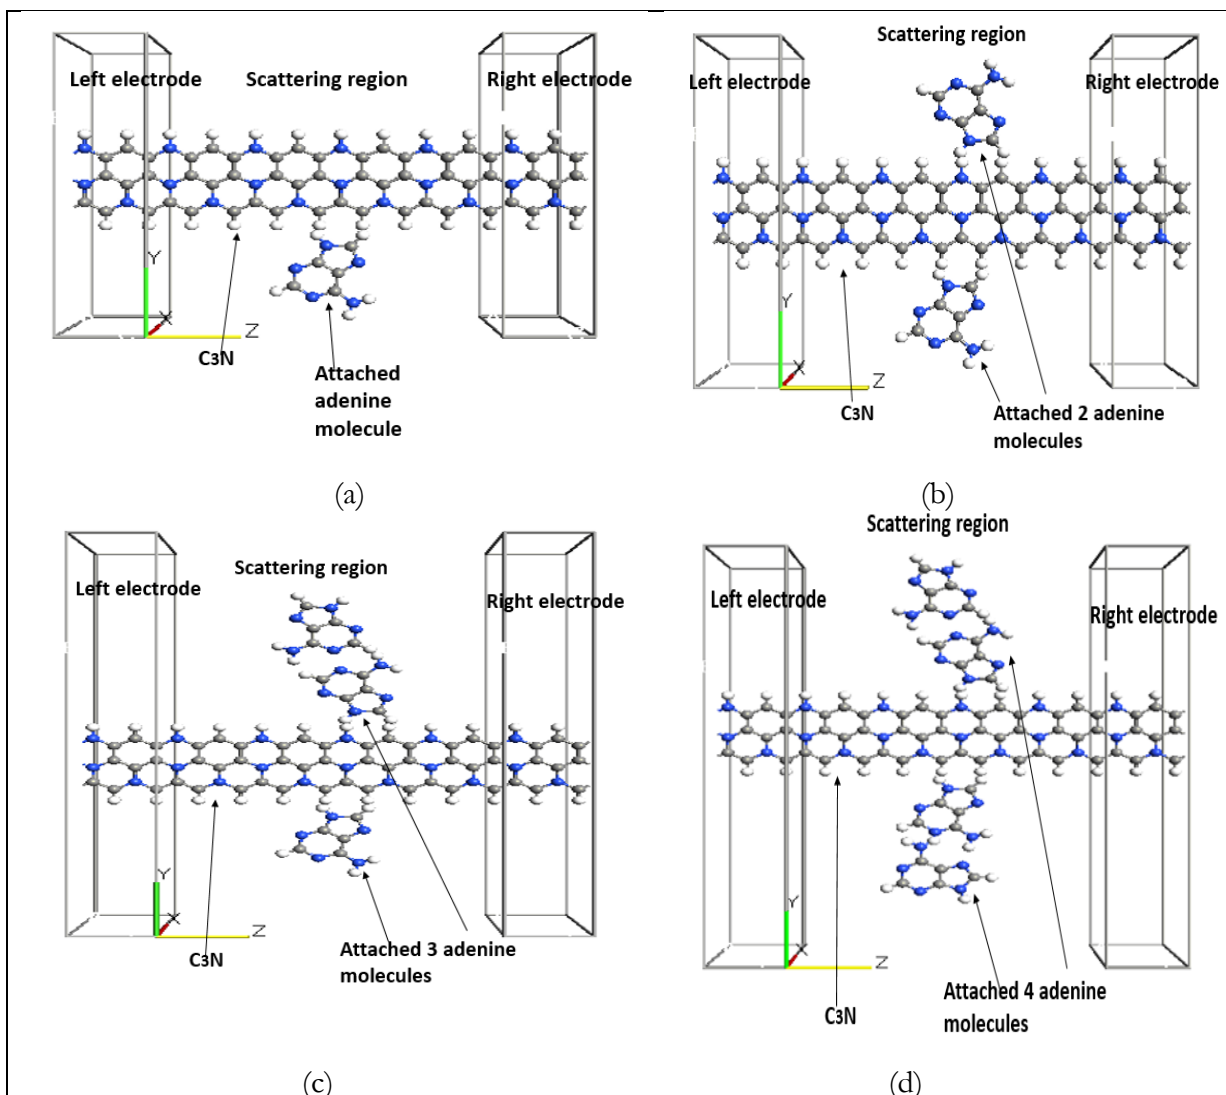 Left electrode
Scattering region
Right electrode
Y
X
Z
C3N
Attached
adenine
molecule
(a)
Scattering region
Left electrode
Right electrode
Y
X
Z
C3N
Attached 2 adenine
molecules
(b)
Scattering region
Left electrode
Right electrode
Y
X
Z
C3N
Attached 3 adenine
molecules
(c)
Scattering region
Left electrode
Right electrode
Y
X
Z
C3N
Attached 4 adenine
molecules
(d)